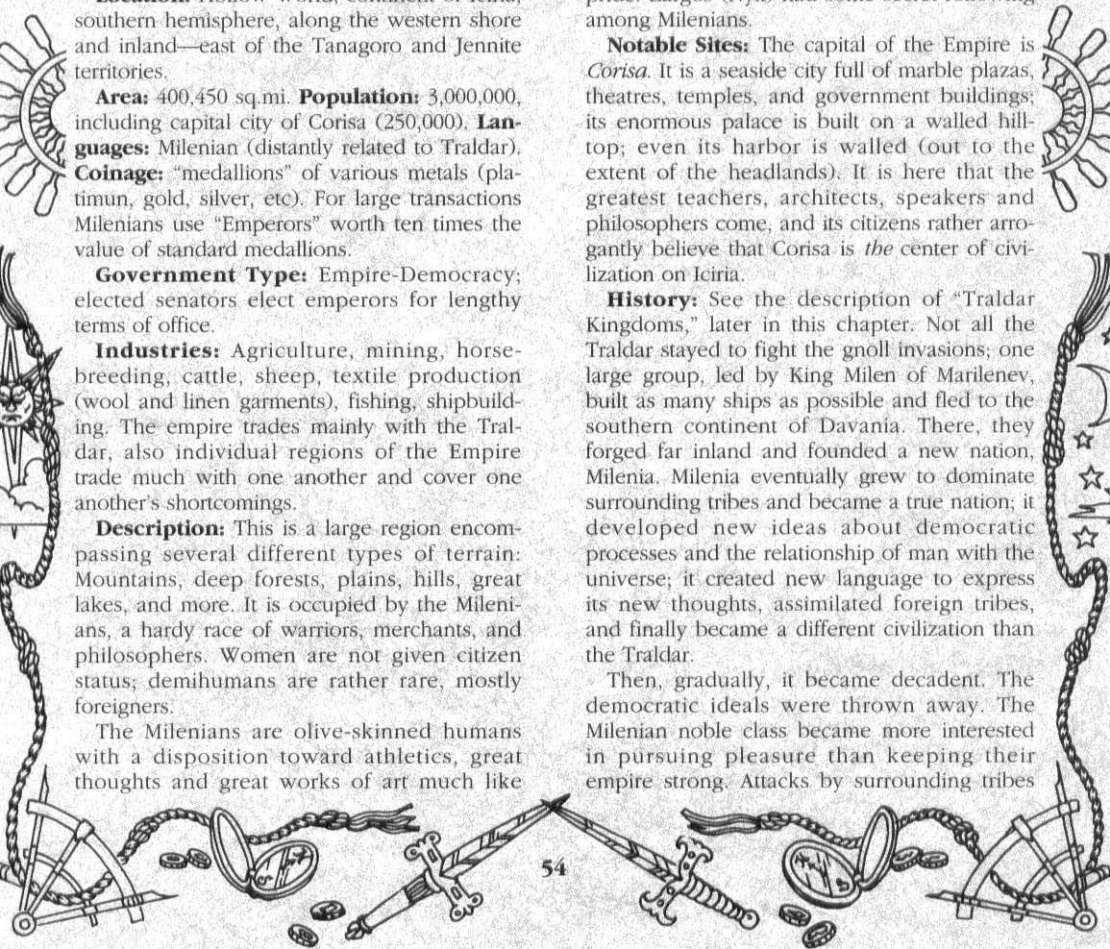 southern hemisphere, along the western shore
and inland—east of the Tanagoro and Jennite
territories.
Area: 400,450 sq.mi. Population: 3,000,000,
including capital city of Corisa (250,000). Lan-
guages: Milenian (distantly related to Traldar).
Coinage: "medallions" of various metals (pla-
timun, gold, silver, etc). For large transactions
Milenians use "Emperors" worth ten times the
value of standard medallions.
Government Type: Empire-Democracy;
elected senators elect emperors for lengthy
terms of office.
Industries: Agriculture, mining, horse-
breeding, cattle, sheep, textile production
(wool and linen garments), fishing, shipbuild-
ing. The empire trades mainly with the Tral-
dar, also individual regions of the Empire
trade much with one another and cover one
another's shortcomings.
Description: This is a large region encom-
passing several different types of terrain:
Mountains, deep forests, plains, hills, great
lakes, and more. It is occupied by the Mileni-
ans, a hardy race of warriors, merchants, and
philosophers. Women are not given citizen
status; demihumans are rather rare, mostly
foreigners.
The Milenians are olive-skinned humans
with a disposition toward athletics, great
thoughts and great works of art much like
among Milenians.
Notable Sites: The capital of the Empire is
Corisa. It is a seaside city full of marble plazas,
theatres, temples, and government buildings;
its enormous palace is built on a walled hill-
top; even its harbor is walled (out to the
extent of the headlands). It is here that the
greatest teachers, architects, speakers and
philosophers come, and its citizens rather arro-
gantly believe that Corisa is the center of civi-
lization on Iciria.
History: See the description of "Traldar
Kingdoms," later in this chapter. Not all the
Traldar stayed to fight the gnoll invasions; one
large group, led by King Milen of Marilenev,
built as many ships as possible and fled to the
southern continent of Davania. There, they
forged far inland and founded a new nation,
Milenia. Milenia eventually grew to dominate
surrounding tribes and became a true nation; it
developed new ideas about democratic
processes and the relationship of man with the
universe; it created new language to express
its new thoughts, assimilated foreign tribes,
and finally became a different civilization than
the Traldar.
Then, gradually, it became decadent. The
democratic ideals were thrown away. The
Milenian noble class became more interested
in pursuing pleasure than keeping their
empire strong. Attacks by surrounding tribes
54